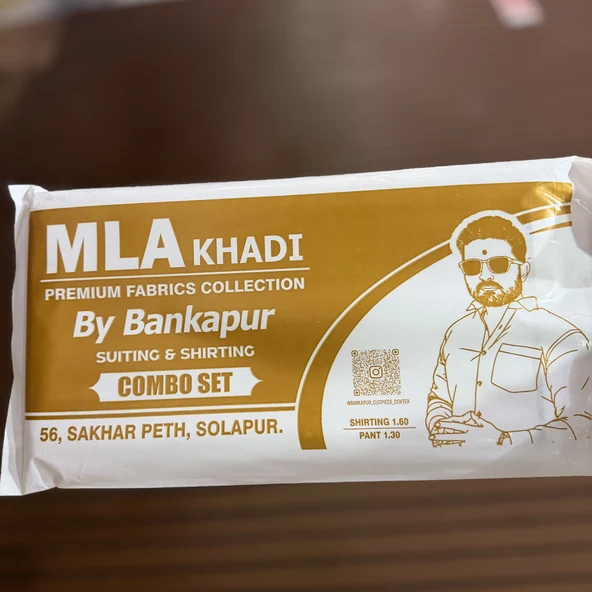 MLA KHADI
PREMIUM FABRICS COLLECTION
By Bankapur
SUITING & SHIRTING
COMBO SET
56, SAKHAR PETH, SOLAPUR.
@BANKAPUR_CUTPIECE_CENTER
SHIRTING 1.60
PANT 1.30